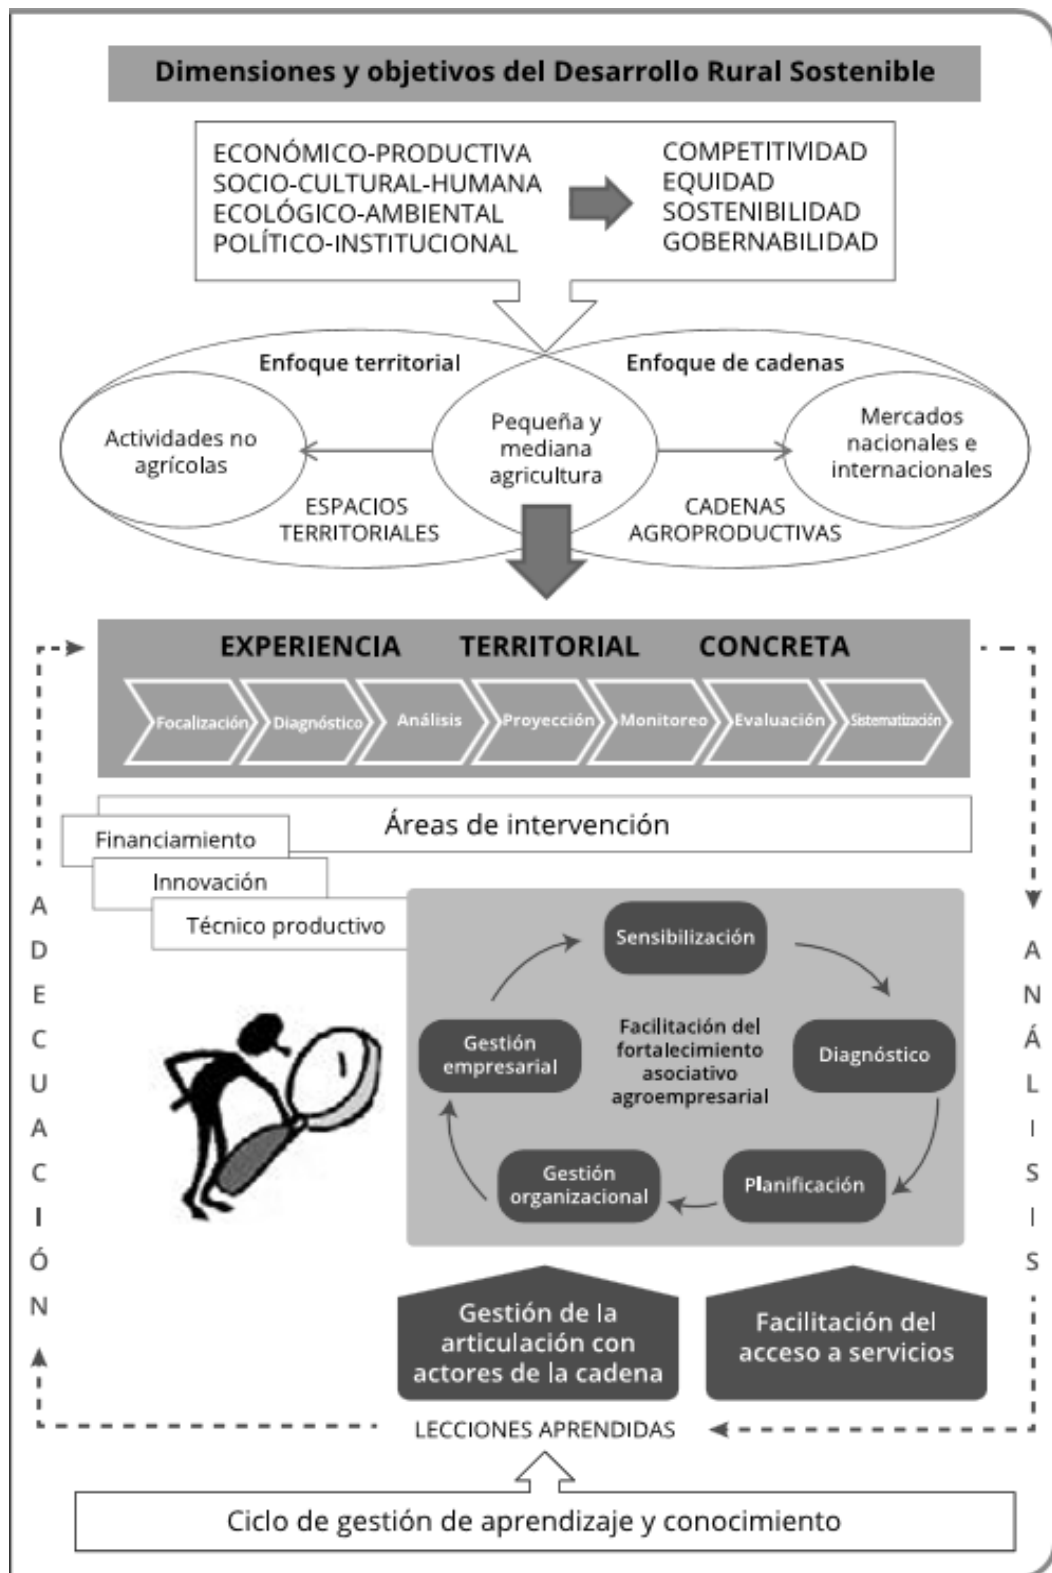 Dimensiones y objetivos del Desarrollo Rural Sostenible
ECONÓMICO-PRODUCTIVA
SOCIO-CULTURAL-HUMANA
ECOLÓGICO-AMBIENTAL
POLÍTICO-INSTITUCIONAL
COMPETITIVIDAD
EQUIDAD
SOSTENIBILIDAD
GOBERNABILIDAD
Enfoque territorial
Enfoque de cadenas
Actividades no
agrícolas
Pequeña y
mediana
agricultura
Mercados
nacionales e
internacionales
ESPACIOS
TERRITORIALES
CADENAS
AGROPRODUCTIVAS
EXPERIENCIA TERRITORIAL CONCRETA
Focalización
Diagnóstico
Análisis
Proyección
Monitoreo
Evaluación
Sistematización
Áreas de intervención
Financiamiento
Innovación
Técnico productivo
Sensibilización
Diagnóstico
Planificación
Gestión
organizacional
Gestión
empresarial
Facilitación del
fortalecimiento
asociativo
agroempresarial
ADECUACIÓN
ANÁLISIS
Gestión de la
articulación con
actores de la cadena
Facilitación del
acceso a servicios
LECCIONES APRENDIDAS
Ciclo de gestión de aprendizaje y conocimiento